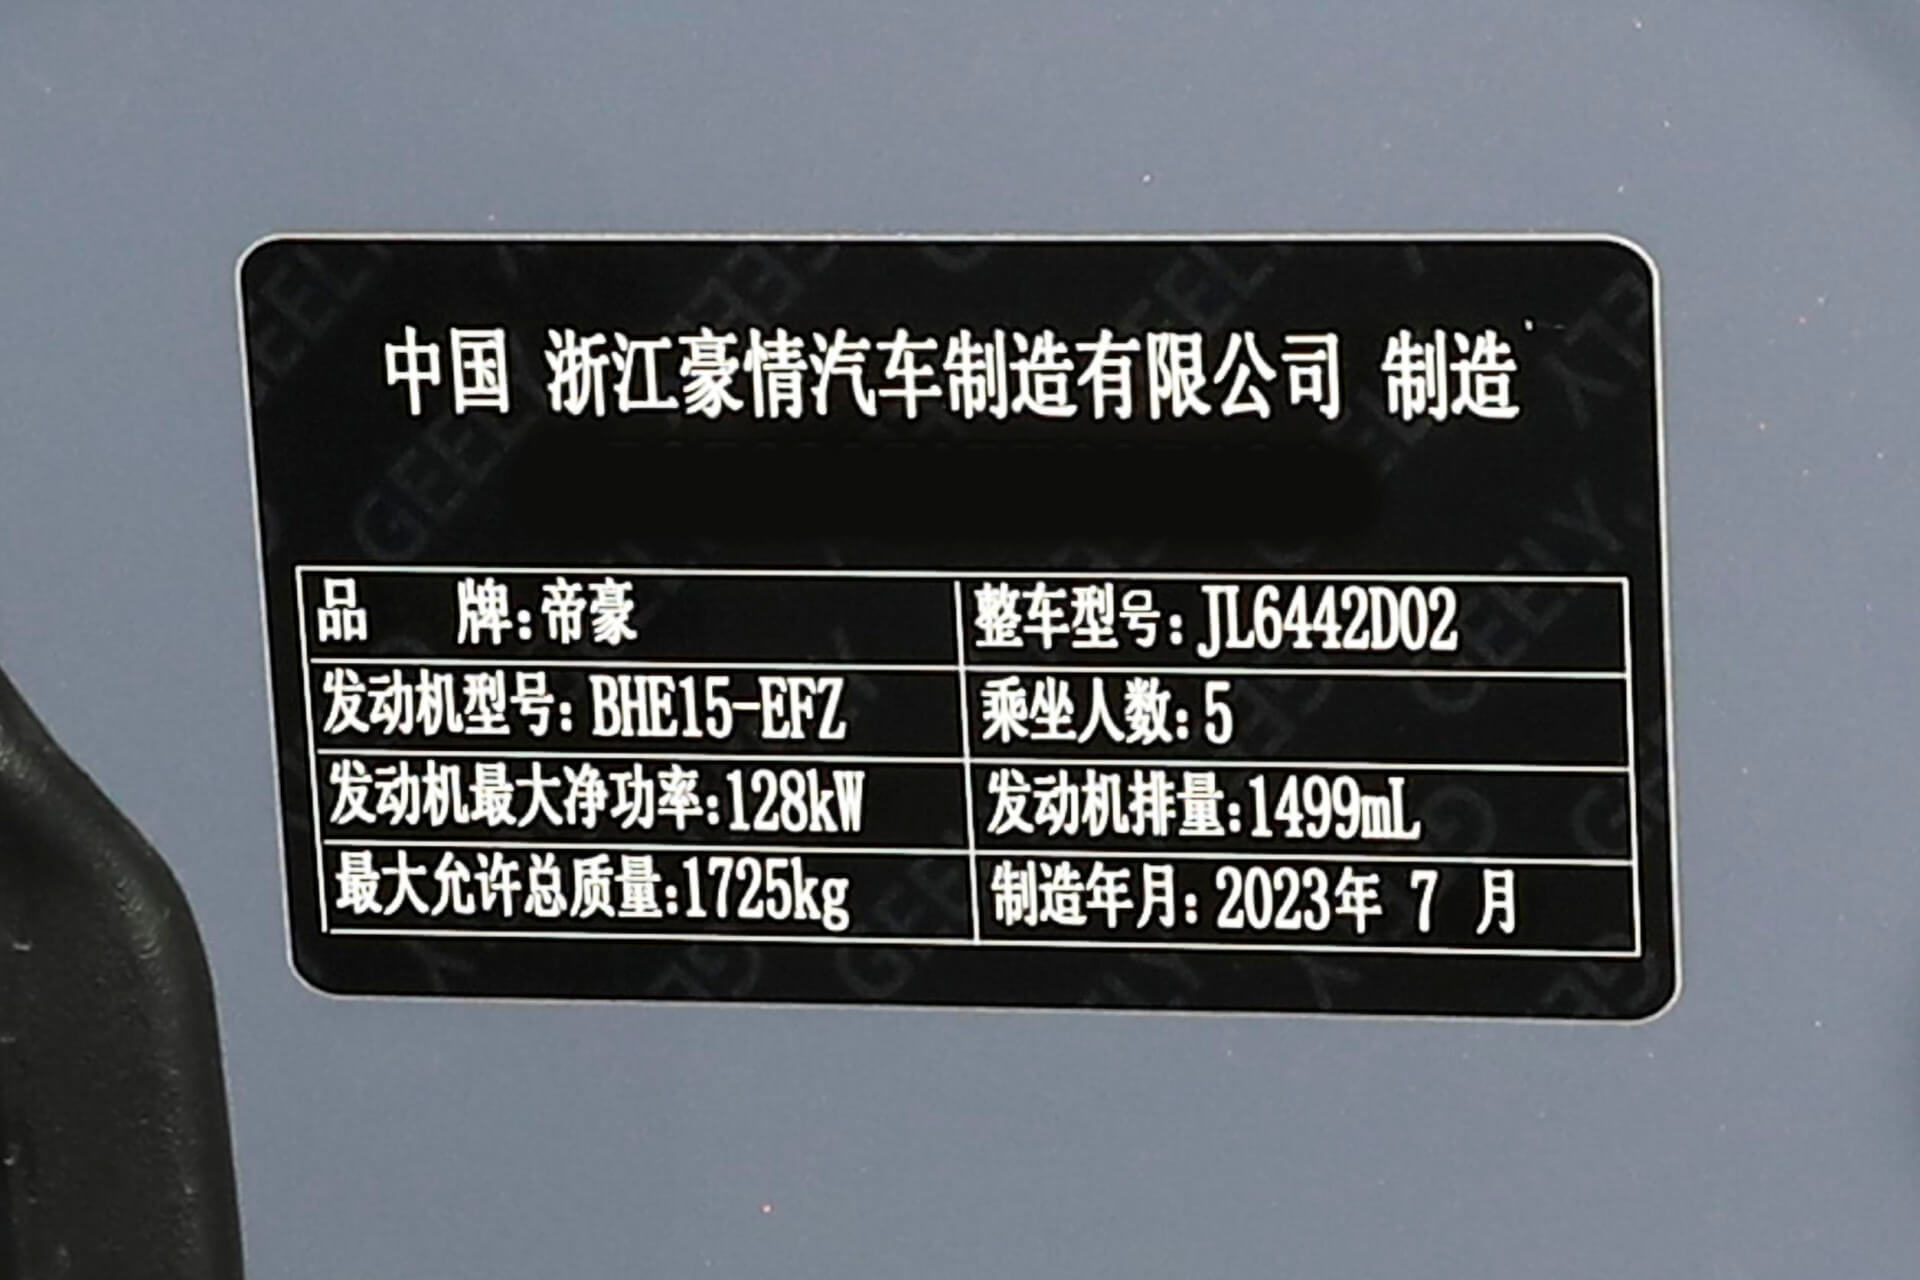 中国 浙江豪情汽车制造有限公司 制造
品 牌:帝豪 整车型号:JL6442D02
发动机型号:BHE15-EFZ 乘坐人数:5
发动机最大净功率:128kW 发动机排量:1499mL
最大允许总质量:1725kg 制造年月:2023年 7 月